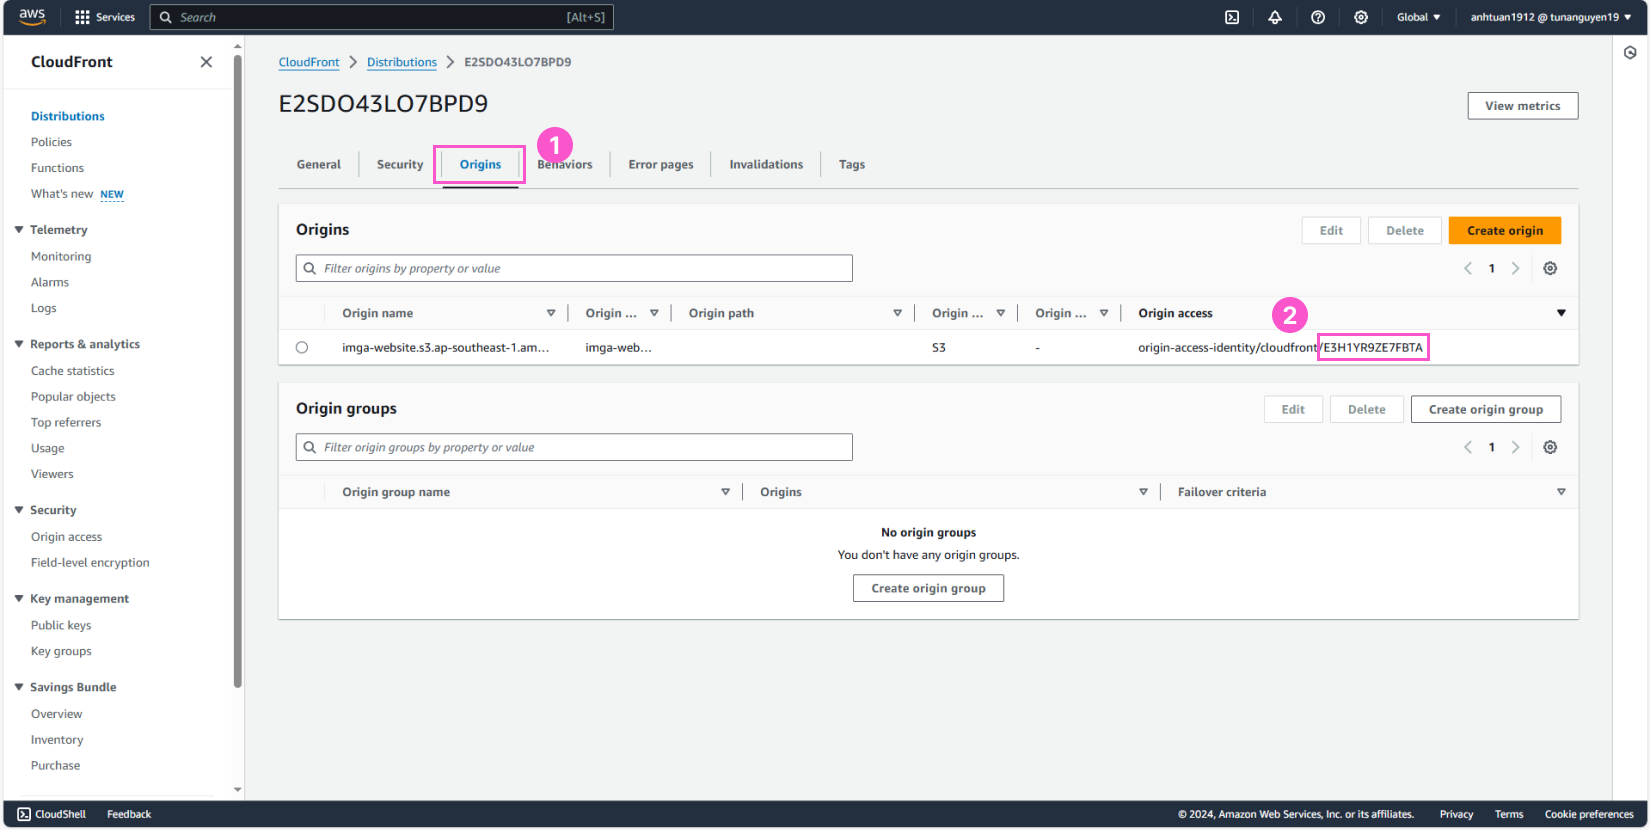 aws
Services
Search
[Alt+S]
Global
anhtuan1912 @ tunanguyen19
CloudFront
Distributions
Policies
Functions
What's new NEW
Telemetry
Monitoring
Alarms
Logs
Reports & analytics
Cache statistics
Popular objects
Top referrers
Usage
Viewers
Security
Origin access
Field-level encryption
Key management
Public keys
Key groups
Savings Bundle
Overview
Inventory
Purchase
CloudFront > Distributions > E2SDO43LO7BPD9
E2SDO43LO7BPD9
View metrics
1
General
Security
Origins
Behaviors
Error pages
Invalidations
Tags
Origins
Edit
Delete
Create origin
Filter origins by property or value
1
Origin name
Origin ...
Origin path
Origin ...
Origin ...
Origin access
2
imga-website.s3.ap-southeast-1.am...
imga-web...
S3
-
origin-access-identity/cloudfront/E3H1YR9ZE7FBTA
Origin groups
Edit
Delete
Create origin group
Filter origin groups by property or value
1
Origin group name
Origins
Failover criteria
No origin groups
You don't have any origin groups.
Create origin group
CloudShell
Feedback
© 2024, Amazon Web Services, Inc. or its affiliates.
Privacy
Terms
Cookie preferences